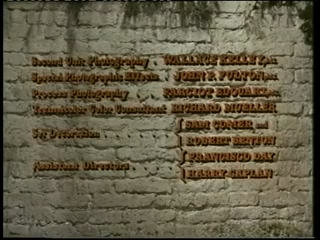 Second Unit Photography . . WALLACE KELLEY, A.S.C.
Special Photographic Effects . JOHN P. FULTON, A.S.C.
Process Photography . . . FARCIOT EDOUART, A.S.C.
Technicolor Color Consultant RICHARD MUELLER
Set Decoration . . . . SAM COMER and
ROBERT BENTON
Assistant Directors . . . FRANCISCO DAY
HARRY CAPLAN